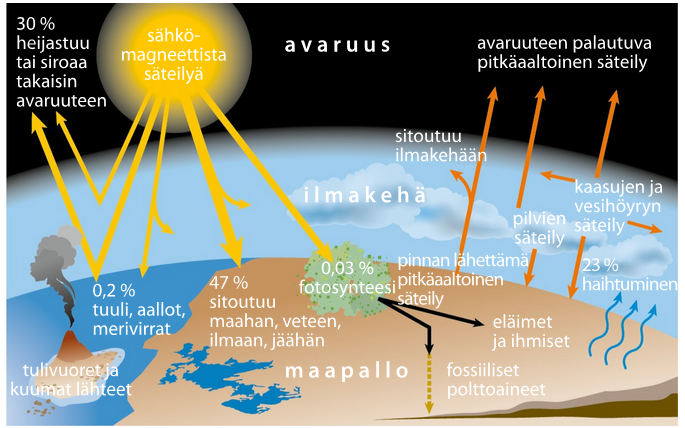 30 %
heijastuu
tai siroaa
takaisin
avaruuteen
sähkö-
magneettista
säteilyä
avaruus
avaruuteen palautuva
pitkäaaltoinen säteily
sitoutuu
ilmakehään
ilmakehä
kaasujen ja
vesihöyryn
säteily
pilvien
säteily
pinnan lähettämä
pitkäaaltoinen
säteily
23 %
haihtuminen
0,03 %
fotosynteesi
47 %
sitoutuu
maahan, veteen,
ilmaan, jäähän
0,2 %
tuuli, aallot,
merivirrat
eläimet
ja ihmiset
tulivuoret ja
kuumat lähteet
maapallo
fossiiliset
polttoaineet